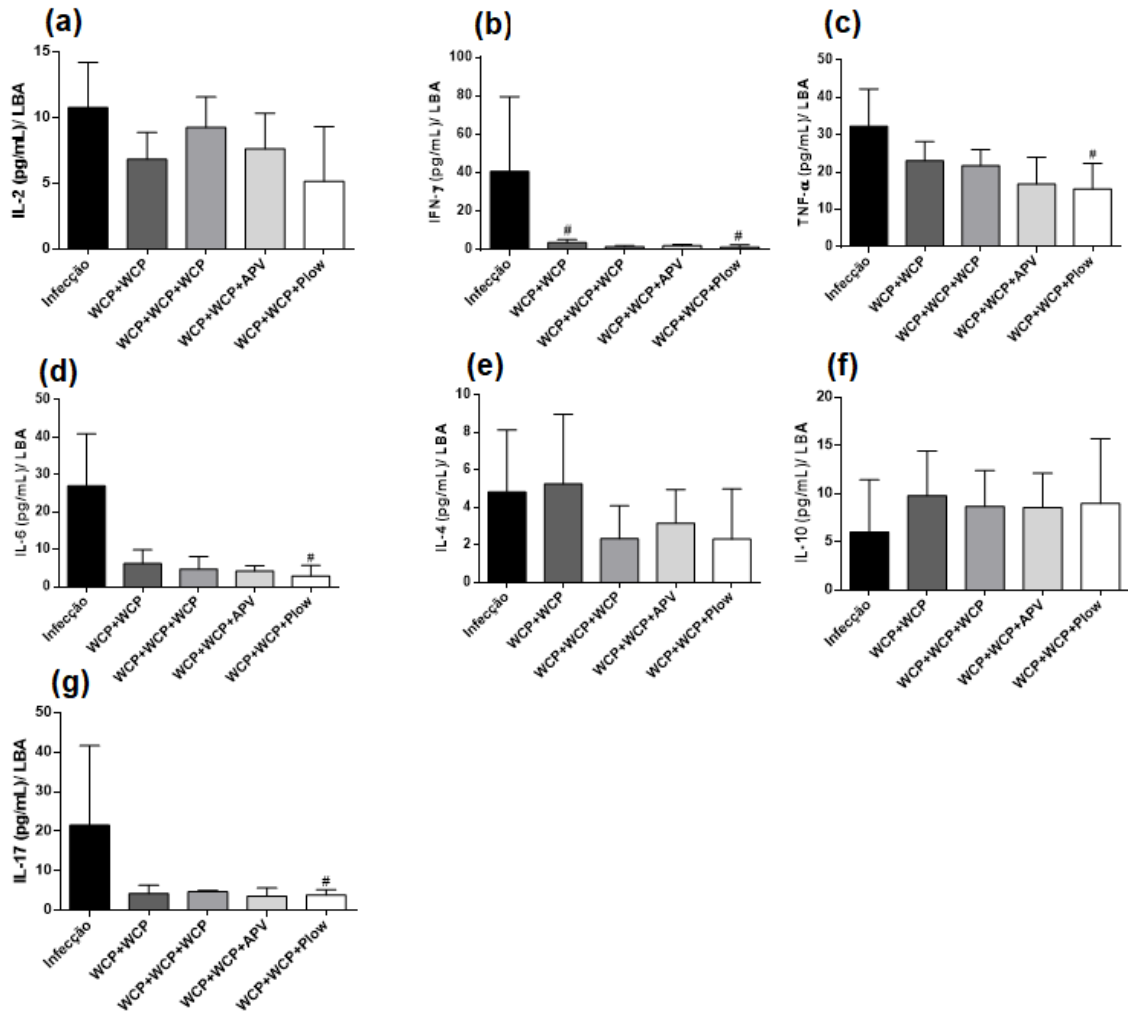 (a)
IL-2 (pg/mL)/ LBA
15
10
5
0
Infecção
WCP+WCP
WCP+WCP+WCP
WCP+WCP+APV
WCP+WCP+Plow
(b)
IFN-γ (pg/mL)/ LBA
100
80
60
40
20
0
#
#
Infecção
WCP+WCP
WCP+WCP+WCP
WCP+WCP+APV
WCP+WCP+Plow
(c)
TNF-α (pg/mL)/ LBA
50
40
30
20
10
0
#
Infecção
WCP+WCP
WCP+WCP+WCP
WCP+WCP+APV
WCP+WCP+Plow
(d)
IL-6 (pg/mL)/ LBA
50
40
30
20
10
0
#
Infecção
WCP+WCP
WCP+WCP+WCP
WCP+WCP+APV
WCP+WCP+Plow
(e)
IL-4 (pg/mL)/ LBA
10
8
6
4
2
0
Infecção
WCP+WCP
WCP+WCP+WCP
WCP+WCP+APV
WCP+WCP+Plow
(f)
IL-10 (pg/mL)/ LBA
20
15
10
5
0
Infecção
WCP+WCP
WCP+WCP+WCP
WCP+WCP+APV
WCP+WCP+Plow
(g)
IL-17 (pg/mL)/ LBA
50
40
30
20
10
0
#
Infecção
WCP+WCP
WCP+WCP+WCP
WCP+WCP+APV
WCP+WCP+Plow